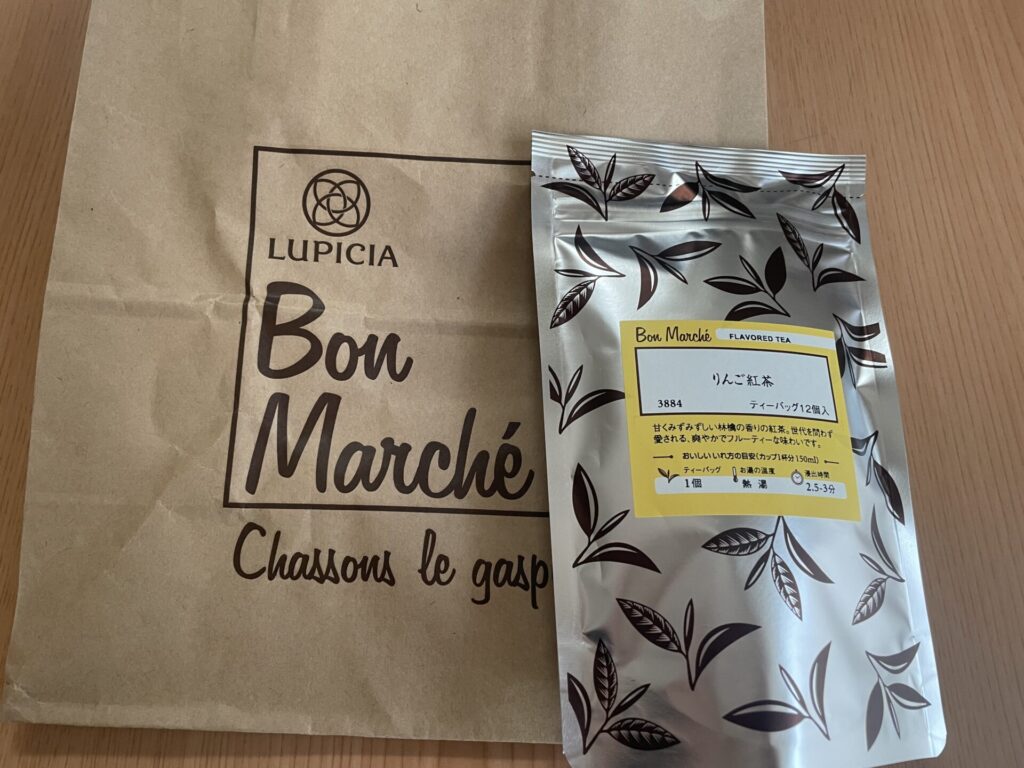 LUPICIA
Bon
Marché
Chassons le gasp
Bon Marché FLAVORED TEA
りんご紅茶
3884 ティーバッグ12個入
甘くみずみずしい林檎の香りの紅茶。世代を問わず
愛される、爽やかでフルーティーな味わいです。
おいしいいれ方の目安(カップ1杯分150ml)
ティーバッグ お湯の温度 浸出時間
1個 熱湯 2.5-3分